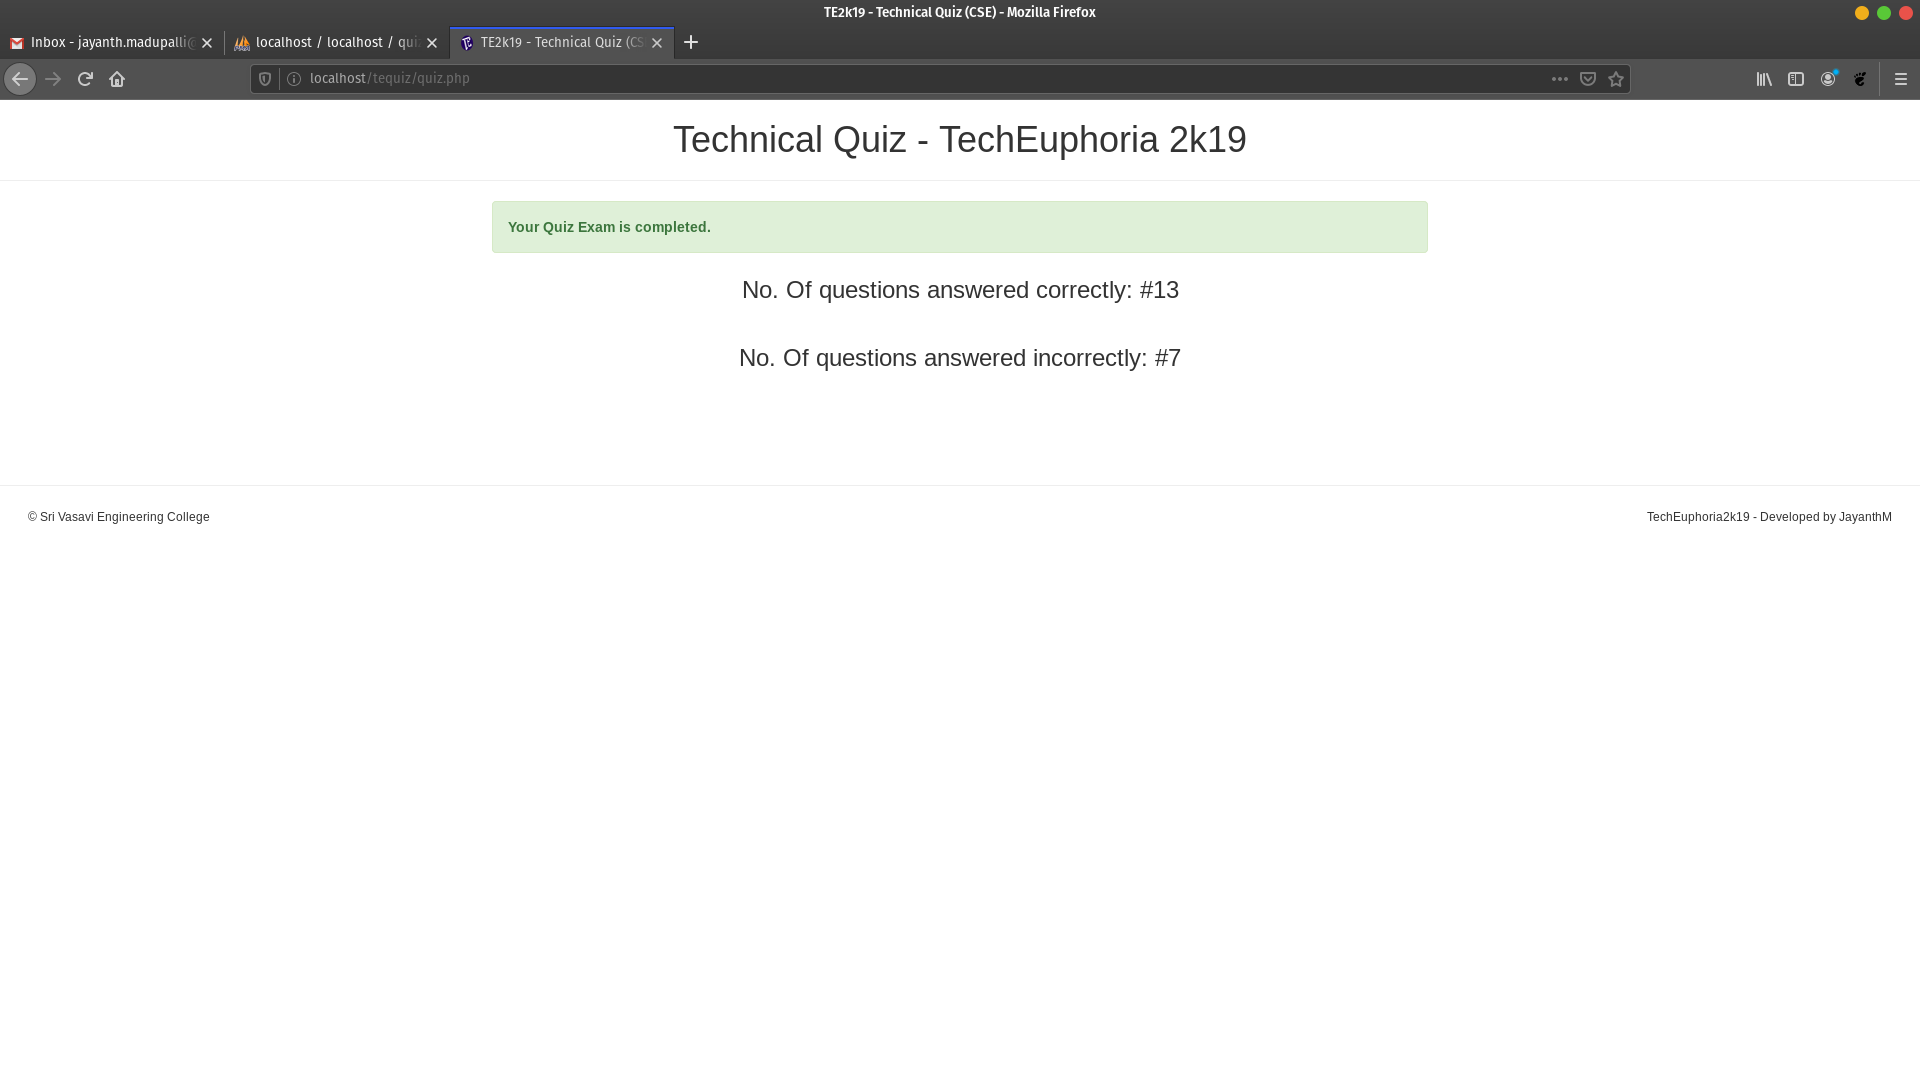 TE2k19 - Technical Quiz (CSE) - Mozilla Firefox
Inbox - jayanth.madupalli@
localhost / localhost / qui
TE2k19 - Technical Quiz (CS
localhost/tequiz/quiz.php
Technical Quiz - TechEuphoria 2k19
Your Quiz Exam is completed.
No. Of questions answered correctly: #13
No. Of questions answered incorrectly: #7
© Sri Vasavi Engineering College
TechEuphoria2k19 - Developed by JayanthM